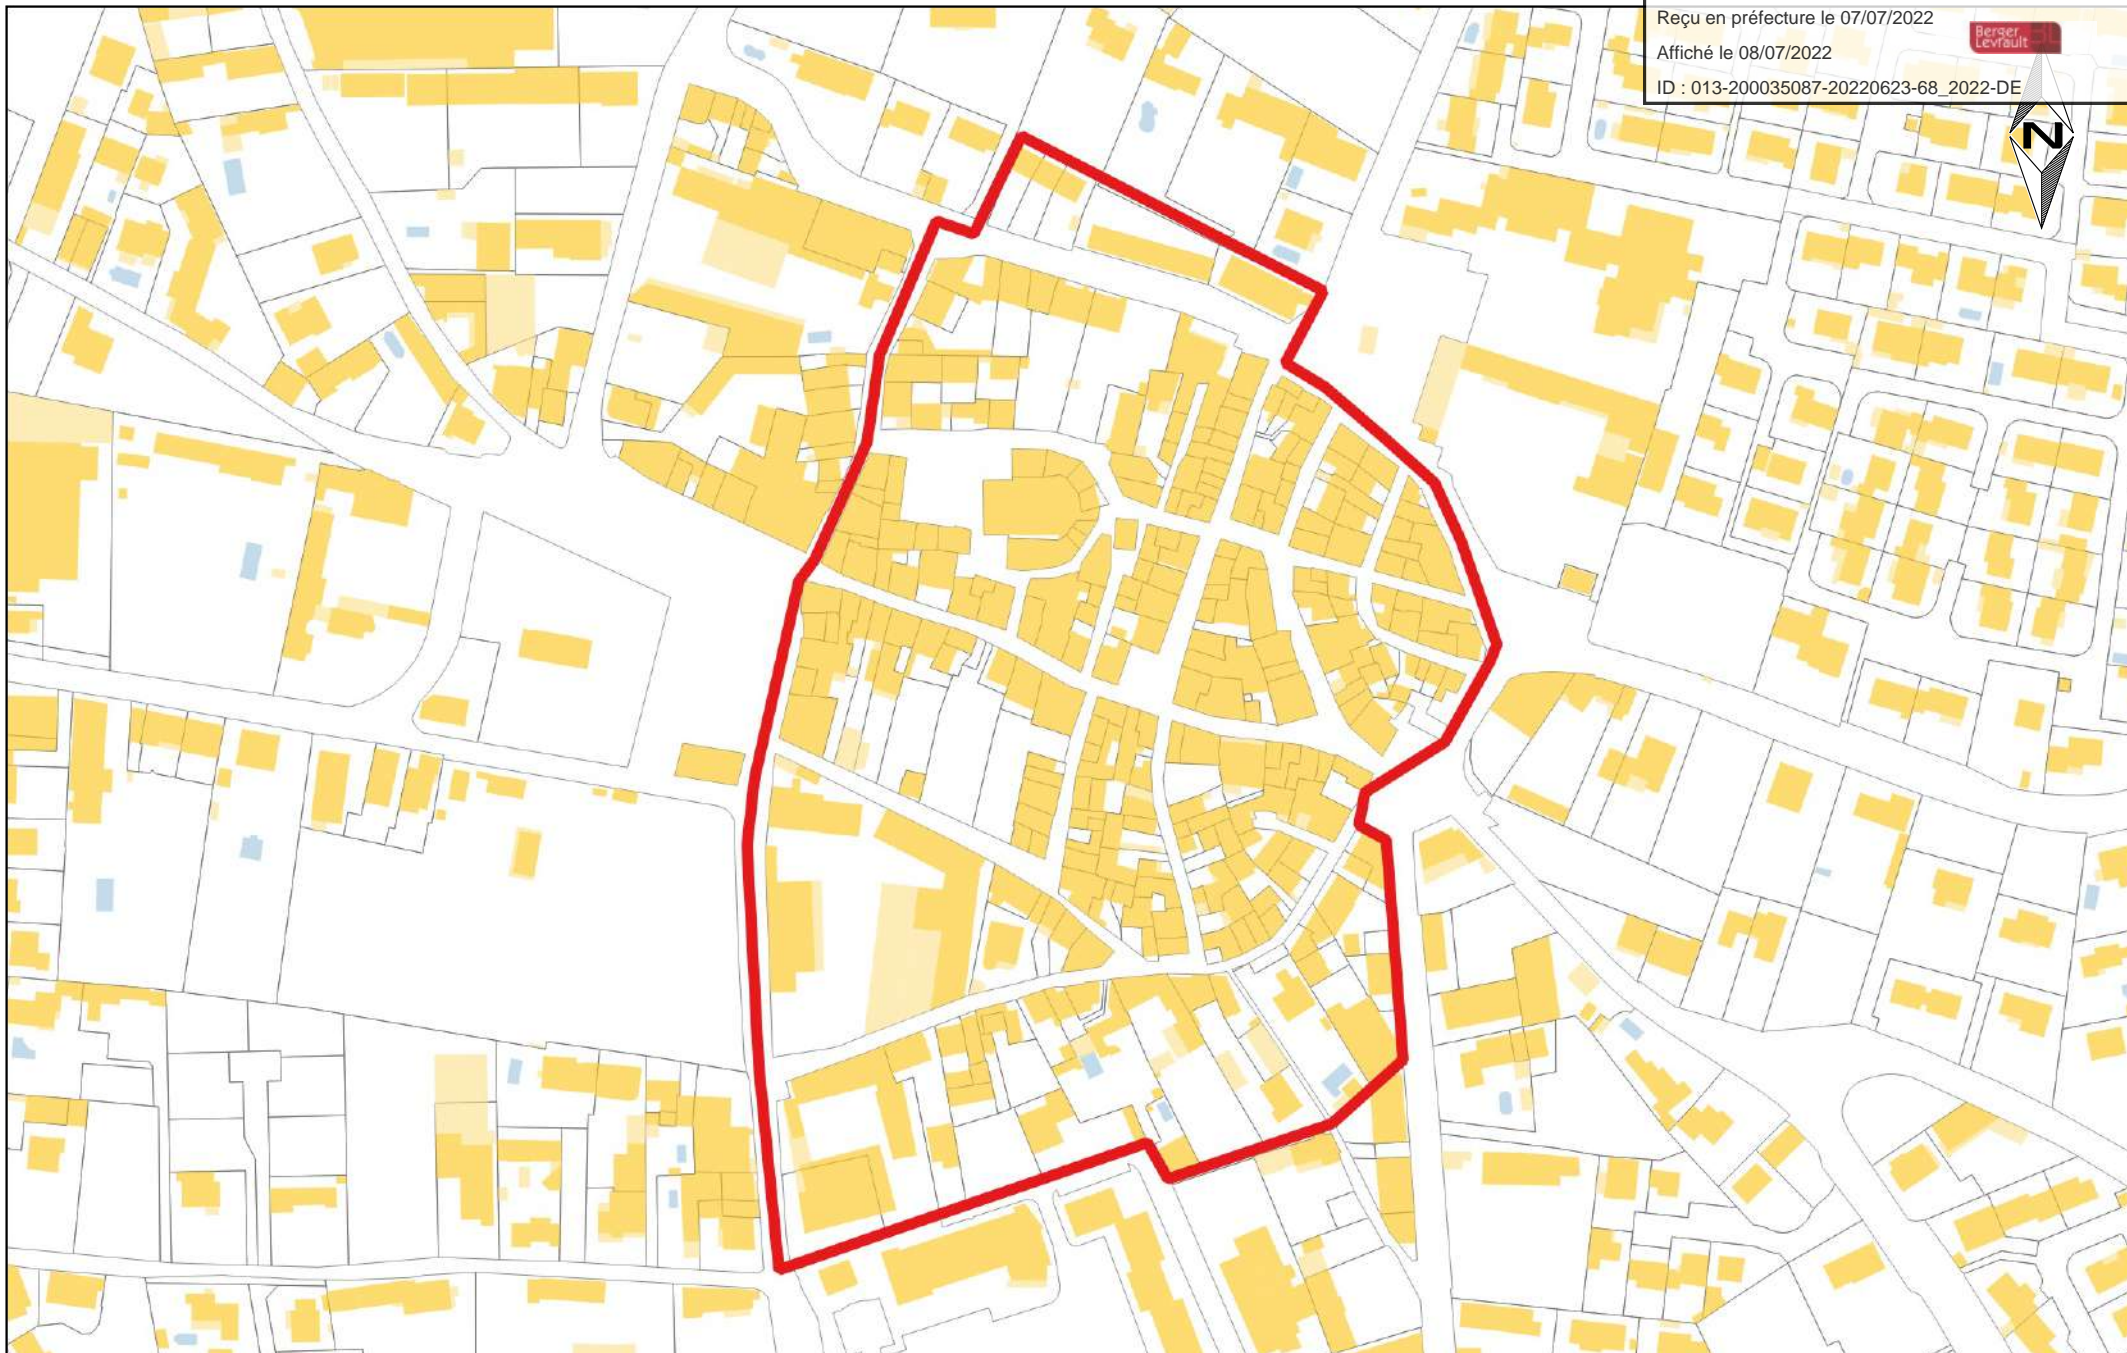 Reçu en préfecture le 07/07/2022
Affiché le 08/07/2022
ID : 013-200035087-20220623-68_2022-DE
Berger
Levrault
N